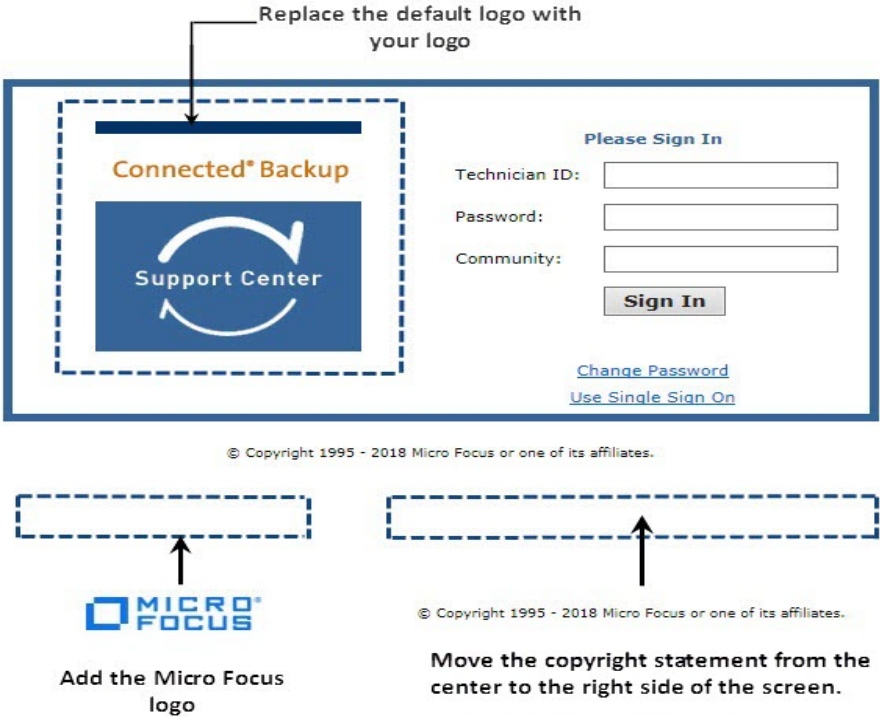 Replace the default logo with
your logo
Connected® Backup
Support Center
Please Sign In
Technician ID:
Password:
Community:
Sign In
Change Password
Use Single Sign On
© Copyright 1995 - 2018 Micro Focus or one of its affiliates.
MICRO®
FOCUS
Add the Micro Focus
logo
© Copyright 1995 - 2018 Micro Focus or one of its affiliates.
Move the copyright statement from the
center to the right side of the screen.